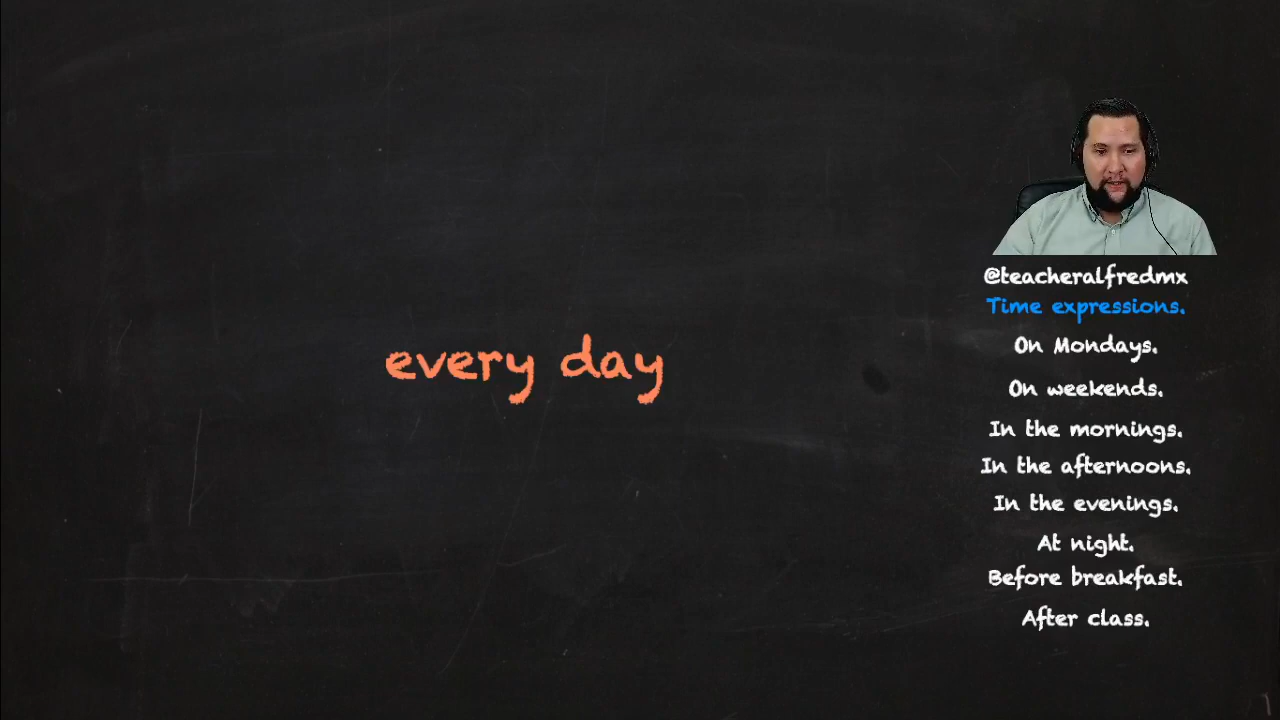 every day
@teacheralfredmx
Time expressions.
On Mondays.
On weekends.
In the mornings.
In the afternoons.
In the evenings.
At night.
Before breakfast.
After class.